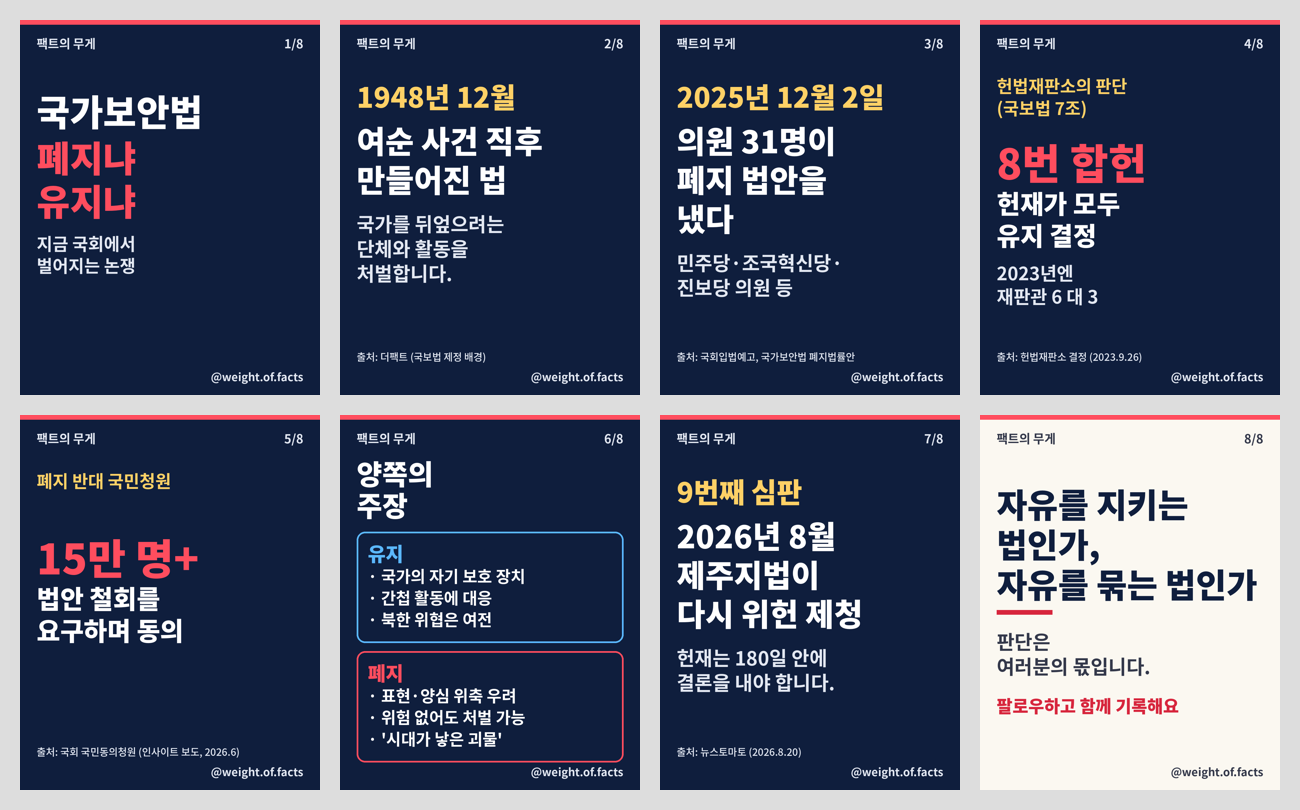 팩트의 무게
1/8
국가보안법
폐지냐
유지냐
지금 국회에서
벌어지는 논쟁
@weight.of.facts
팩트의 무게
2/8
1948년 12월
여순 사건 직후
만들어진 법
국가를 뒤엎으려는
단체와 활동을
처벌합니다.
출처: 더팩트 (국보법 제정 배경)
@weight.of.facts
팩트의 무게
3/8
2025년 12월 2일
의원 31명이
폐지 법안을
냈다
민주당·조국혁신당·
진보당 의원 등
출처: 국회입법예고, 국가보안법 폐지법률안
@weight.of.facts
팩트의 무게
4/8
헌법재판소의 판단
(국보법 7조)
8번 합헌
헌재가 모두
유지 결정
2023년엔
재판관 6 대 3
출처: 헌법재판소 결정 (2023.9.26)
@weight.of.facts
팩트의 무게
5/8
폐지 반대 국민청원
15만 명+
법안 철회를
요구하며 동의
출처: 국회 국민동의청원 (인사이트 보도, 2026.6)
@weight.of.facts
팩트의 무게
6/8
양쪽의
주장
유지
· 국가의 자기 보호 장치
· 간첩 활동에 대응
· 북한 위협은 여전
폐지
· 표현·양심 위축 우려
· 위험 없어도 처벌 가능
· '시대가 낳은 괴물'
@weight.of.facts
팩트의 무게
7/8
9번째 심판
2026년 8월
제주지법이
다시 위헌 제청
헌재는 180일 안에
결론을 내야 합니다.
출처: 뉴스토마토 (2026.8.20)
@weight.of.facts
팩트의 무게
8/8
자유를 지키는
법인가,
자유를 묶는 법인가
판단은
여러분의 몫입니다.
팔로우하고 함께 기록해요
@weight.of.facts